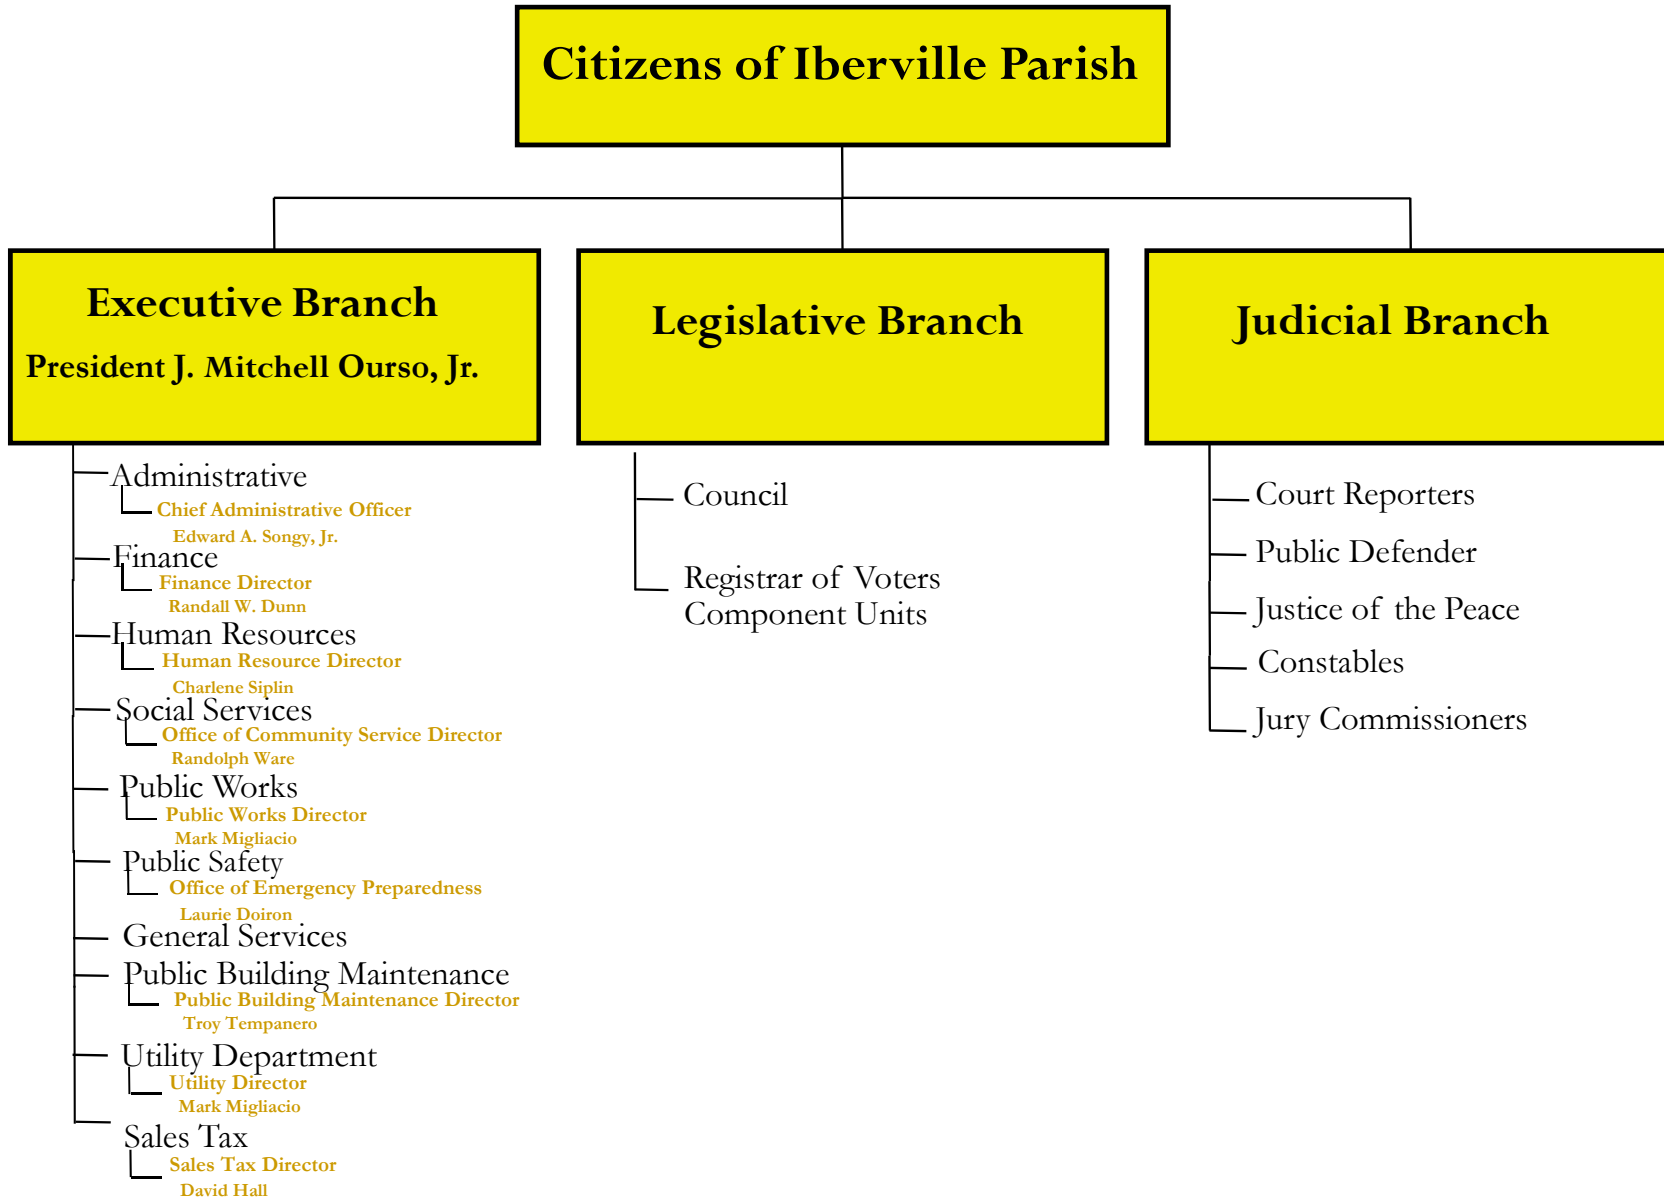 Citizens of Iberville Parish
Executive Branch
President J. Mitchell Ourso, Jr.
Administrative
Chief Administrative Officer
Edward A. Songy, Jr.
Finance
Finance Director
Randall W. Dunn
Human Resources
Human Resource Director
Charlene Siplin
Social Services
Office of Community Service Director
Randolph Ware
Public Works
Public Works Director
Mark Migliacio
Public Safety
Office of Emergency Preparedness
Laurie Doiron
General Services
Public Building Maintenance
Public Building Maintenance Director
Troy Tempanero
Utility Department
Utility Director
Mark Migliacio
Sales Tax
Sales Tax Director
David Hall
Legislative Branch
Council
Registrar of Voters
Component Units
Judicial Branch
Court Reporters
Public Defender
Justice of the Peace
Constables
Jury Commissioners